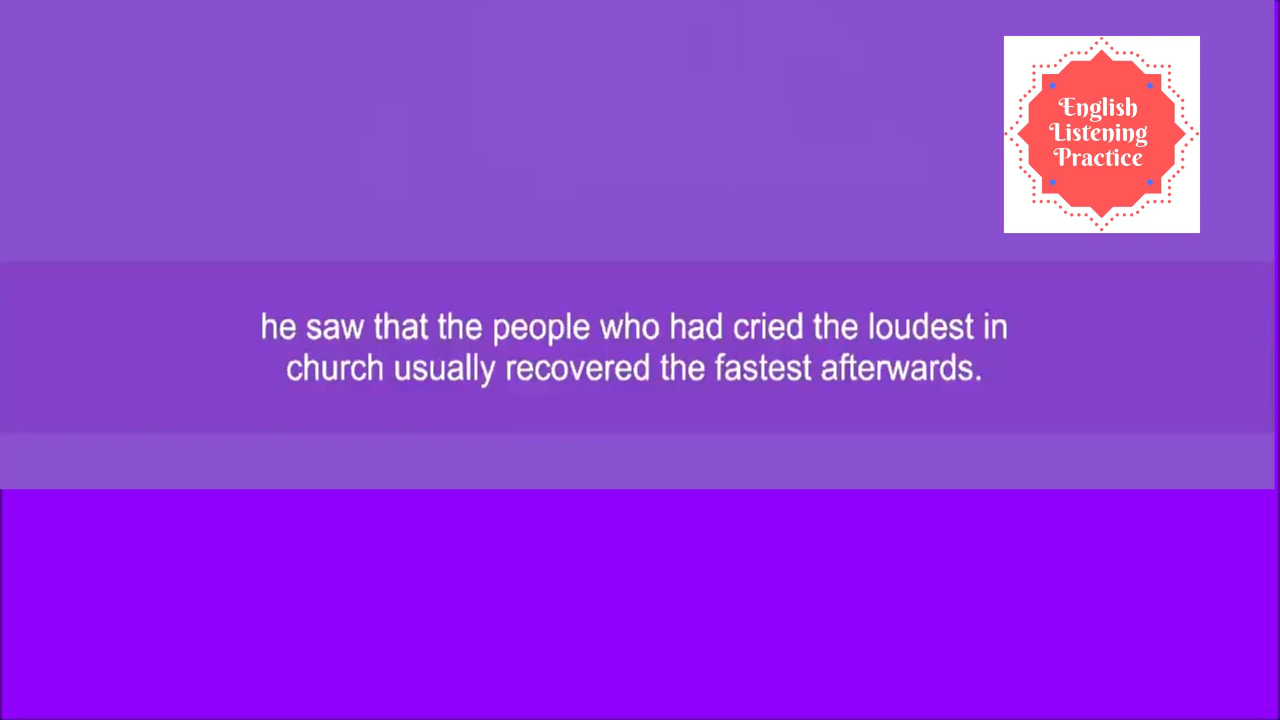 English
Listening
Practice
he saw that the people who had cried the loudest in
church usually recovered the fastest afterwards.